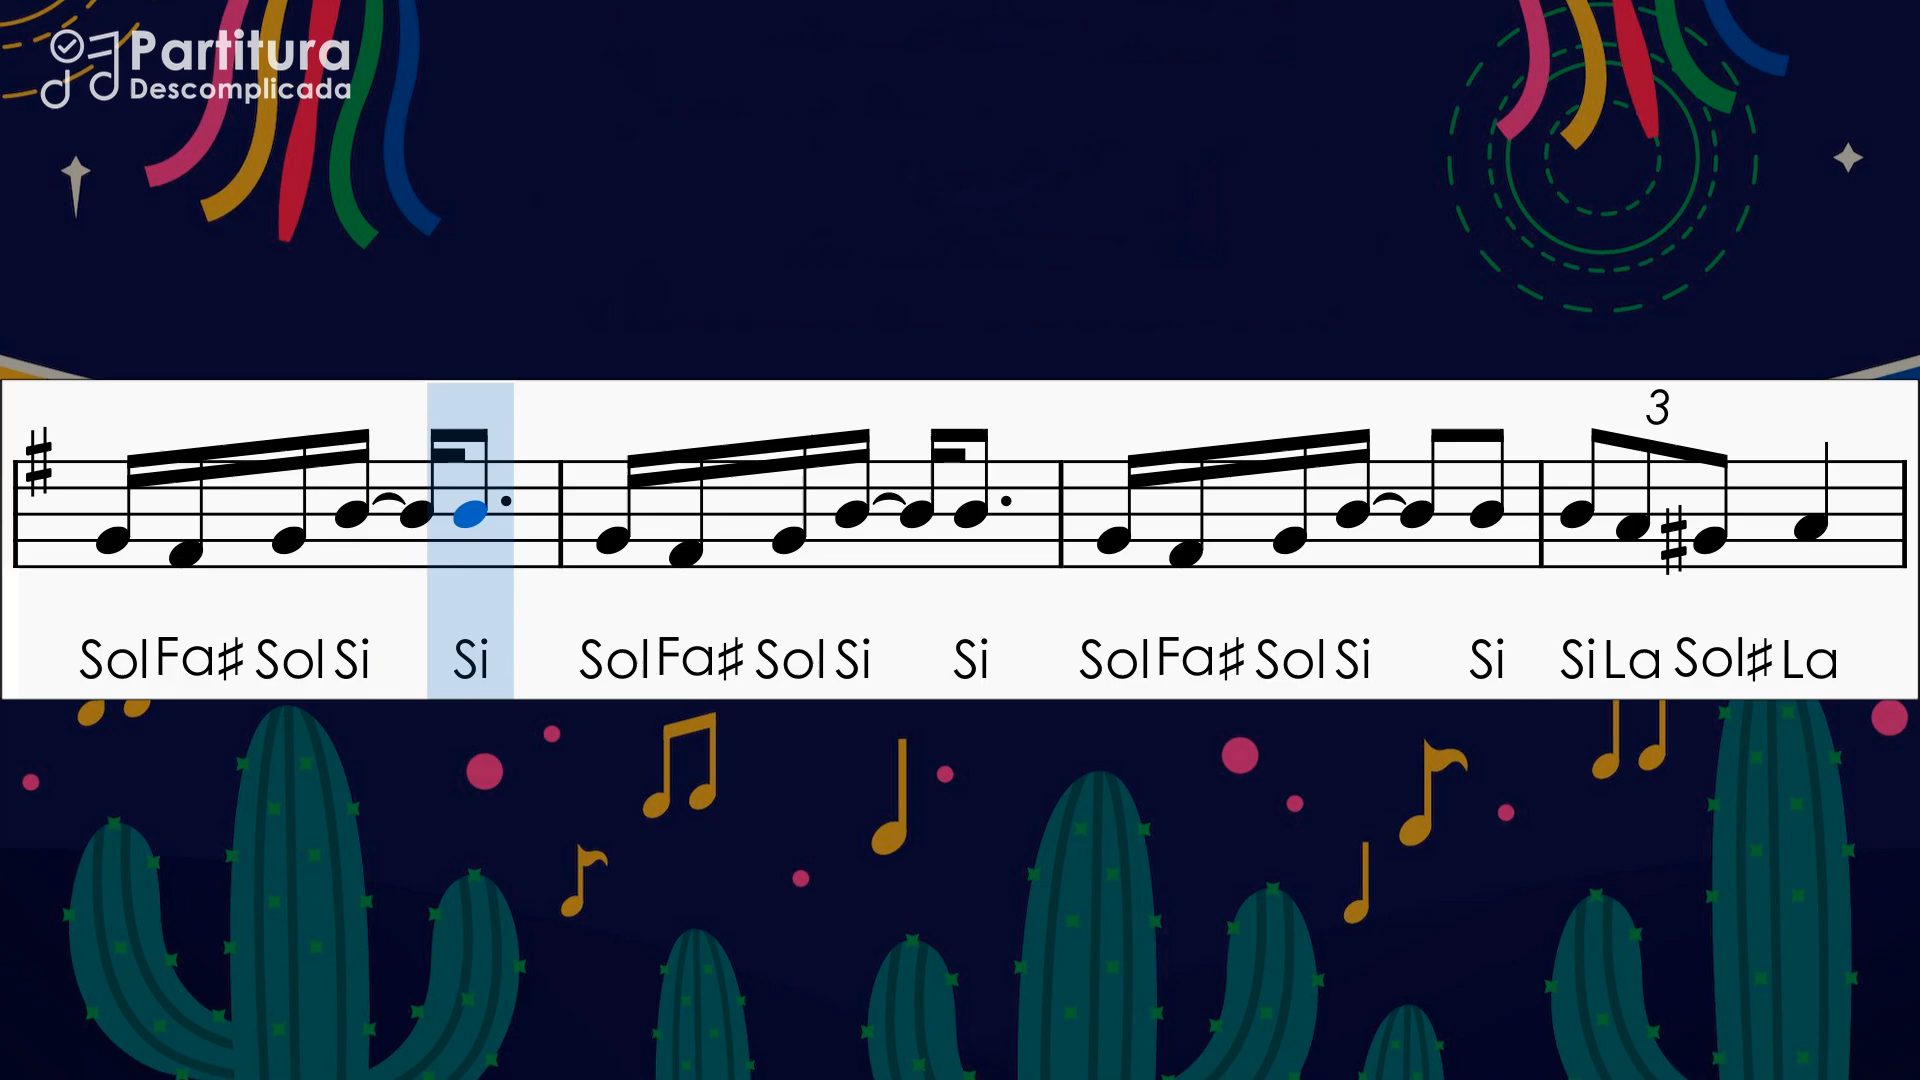 Partitura
Descomplicada
3
Sol Fa♯ Sol Si Si Sol Fa♯ Sol Si Si Sol Fa♯ Sol Si Si Si La Sol♯ La